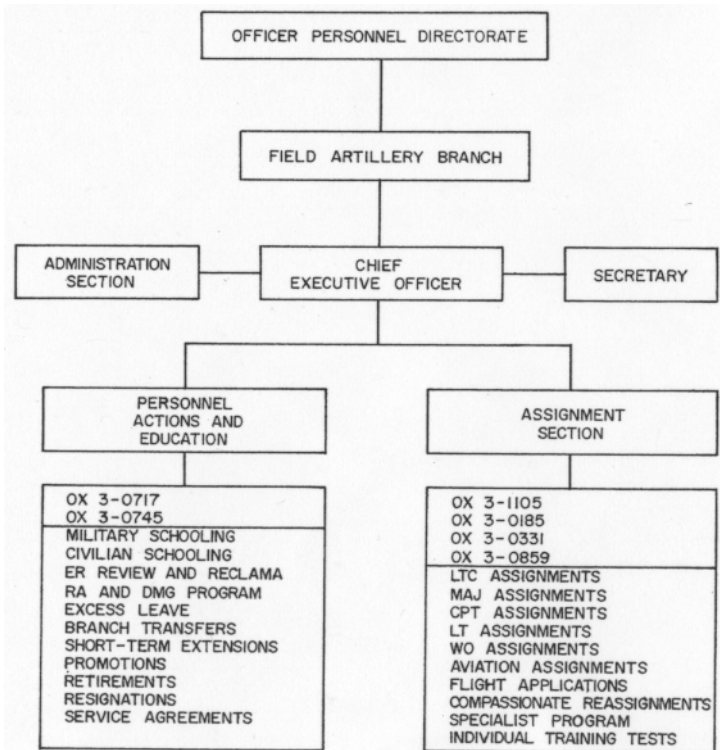 OFFICER PERSONNEL DIRECTORATE
FIELD ARTILLERY BRANCH
ADMINISTRATION
SECTION
CHIEF
EXECUTIVE OFFICER
SECRETARY
PERSONNEL
ACTIONS AND
EDUCATION
OX 3-0717
OX 3-0745
MILITARY SCHOOLING
CIVILIAN SCHOOLING
ER REVIEW AND RECLAMA
RA AND DMG PROGRAM
EXCESS LEAVE
BRANCH TRANSFERS
SHORT-TERM EXTENSIONS
PROMOTIONS
RETIREMENTS
RESIGNATIONS
SERVICE AGREEMENTS
ASSIGNMENT
SECTION
OX 3-1105
OX 3-0185
OX 3-0331
OX 3-0859
LTC ASSIGNMENTS
MAJ ASSIGNMENTS
CPT ASSIGNMENTS
LT ASSIGNMENTS
WO ASSIGNMENTS
AVIATION ASSIGNMENTS
FLIGHT APPLICATIONS
COMPASSIONATE REASSIGNMENTS
SPECIALIST PROGRAM
INDIVIDUAL TRAINING TESTS